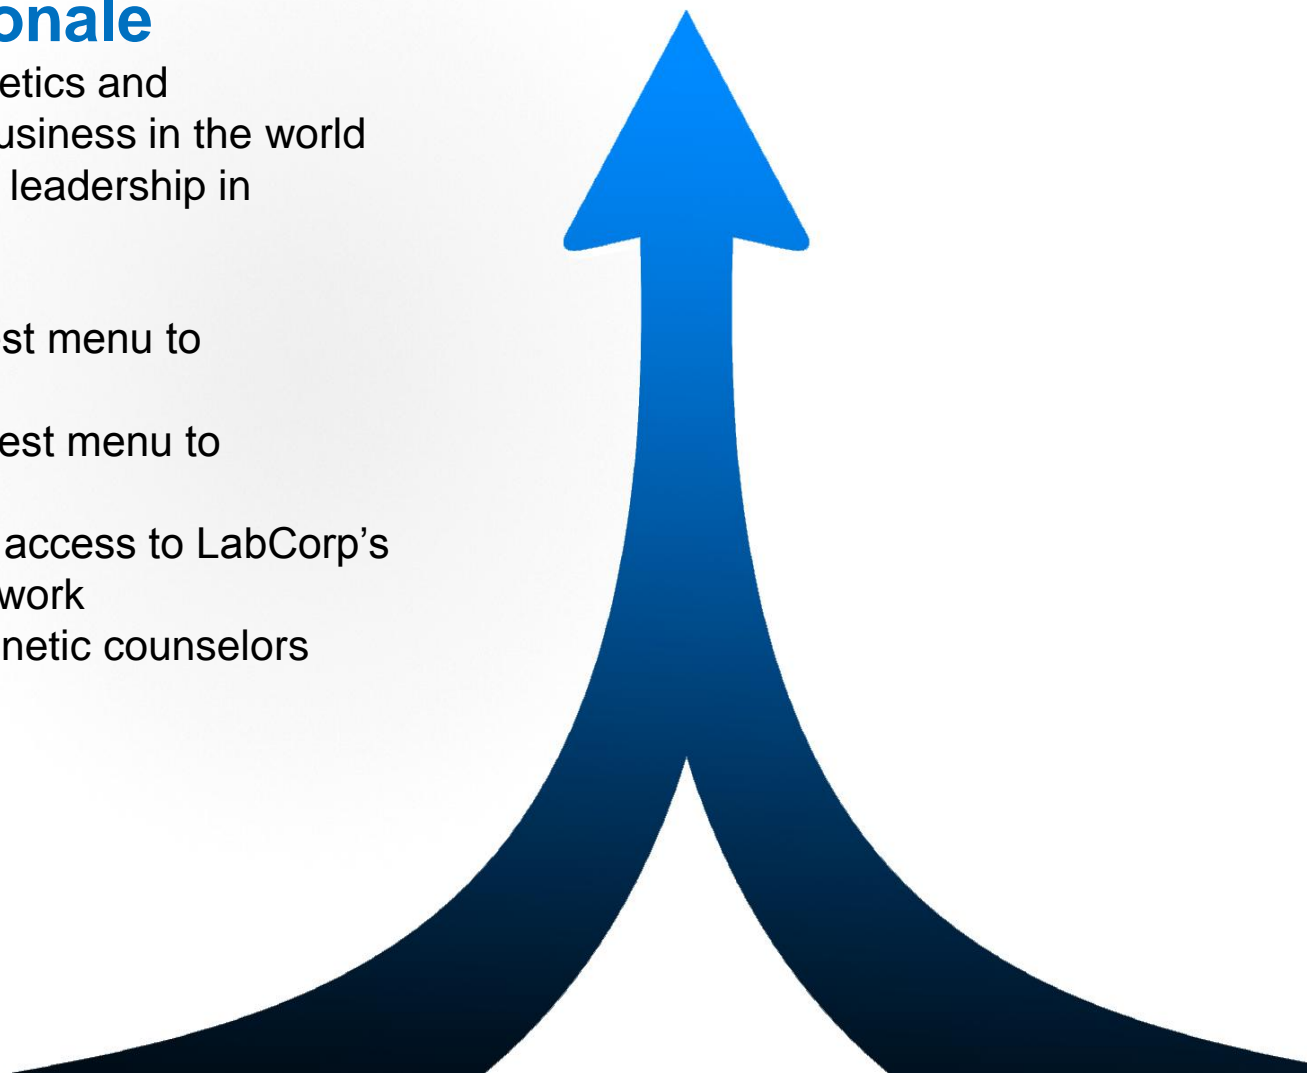 onale
etics and
usiness in the world
leadership in
st menu to
est menu to
access to LabCorp’s
work
netic counselors